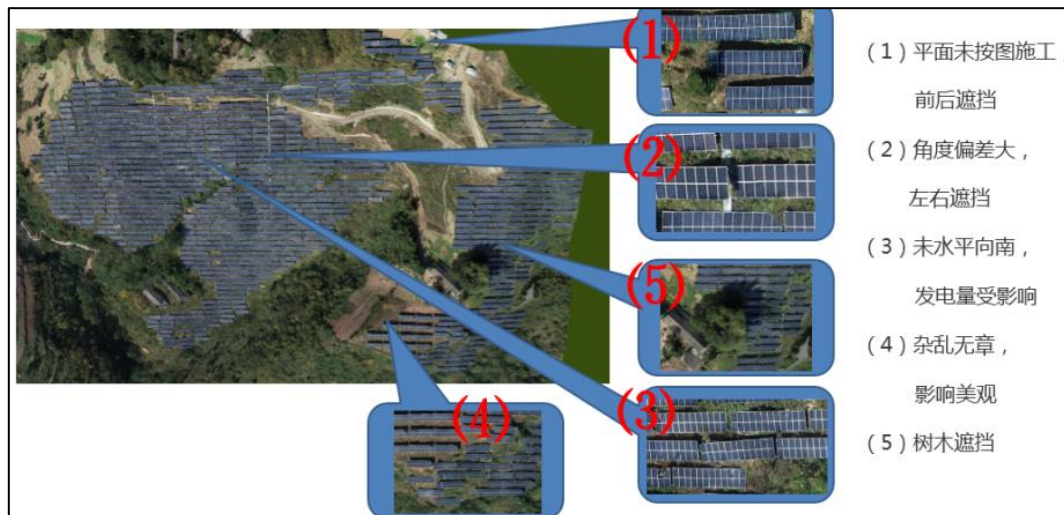 (1)
(2)
(5)
(3)
(4)
（1）平面未按图施工，
前后遮挡
（2）角度偏差大，
左右遮挡
（3）未水平向南，
发电量受影响
（4）杂乱无章，
影响美观
（5）树木遮挡